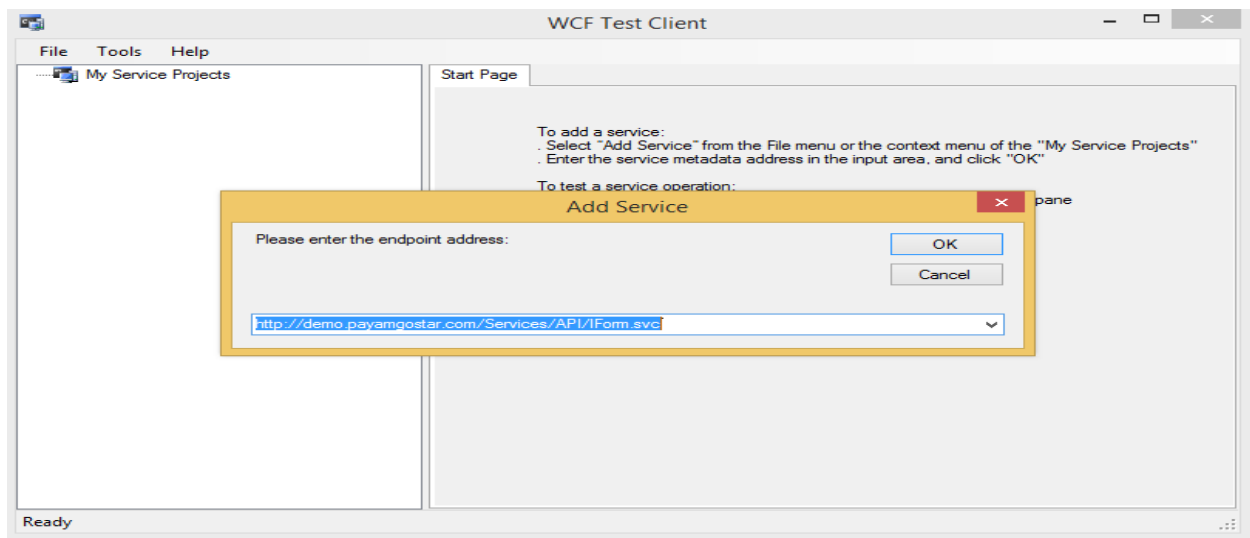 WCF Test Client
File Tools Help
My Service Projects
Start Page
To add a service:
. Select "Add Service" from the File menu or the context menu of the "My Service Projects"
. Enter the service metadata address in the input area, and click "OK"
To test a service operation:
pane
Add Service
Please enter the endpoint address:
OK
Cancel
http://demo.payamgostar.com/Services/API/IForm.svc
Ready